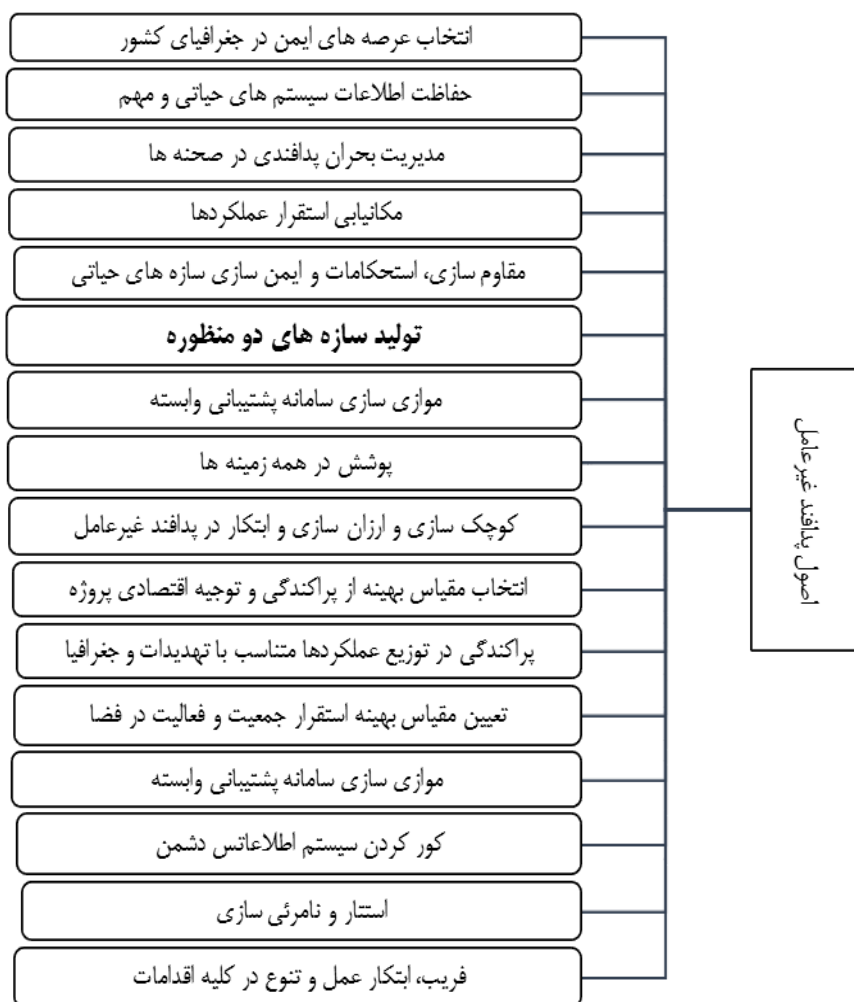 اصول پدافند غیرعامل
انتخاب عرصه های ایمن در جغرافیای کشور
حفاظت اطلاعات سیستم های حیاتی و مهم
مدیریت بحران پدافندی در صحنه ها
مکانیابی استقرار عملکردها
مقاوم سازی، استحکامات و ایمن سازی سازه های حیاتی
تولید سازه های دو منظوره
موازی سازی سامانه پشتیبانی وابسته
پوشش در همه زمینه ها
کوچک سازی و ارزان سازی و ابتکار در پدافند غیرعامل
انتخاب مقیاس بهینه از پراکندگی و توجیه اقتصادی پروژه
پراکندگی در توزیع عملکردها متناسب با تهدیدات و جغرافیا
تعیین مقیاس بهینه استقرار جمعیت و فعالیت در فضا
موازی سازی سامانه پشتیبانی وابسته
کور کردن سیستم اطلاعاتس دشمن
استتار و نامرئی سازی
فریب، ابتکار عمل و تنوع در کلیه اقدامات